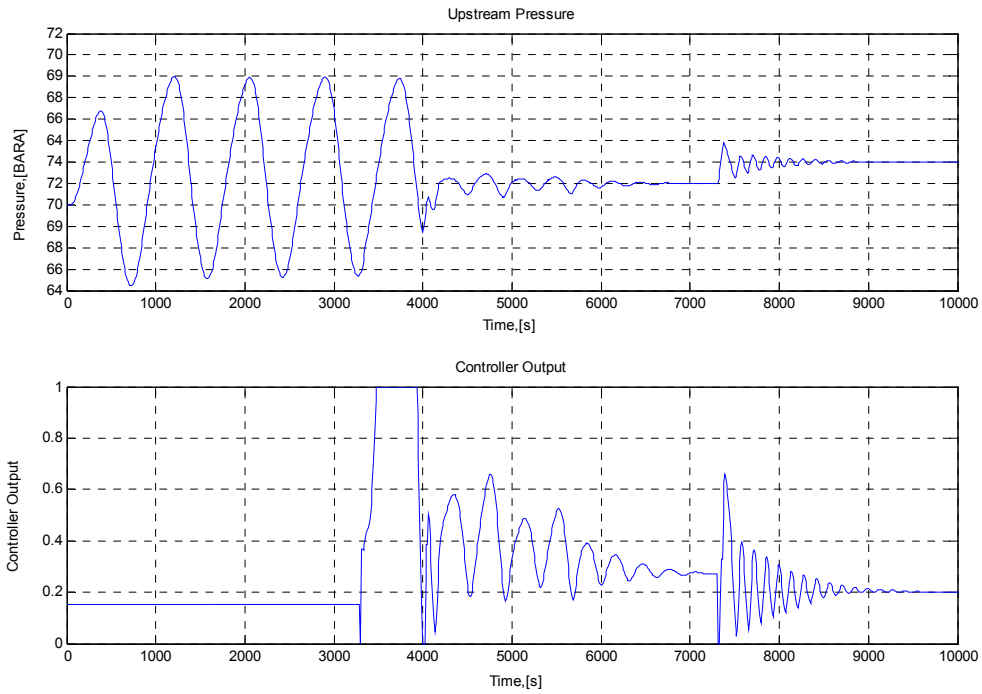 Upstream Pressure
72
70
69
68
66
64
74
72
70
69
68
66
64
Pressure,[BARA]
0 1000 2000 3000 4000 5000 6000 7000 8000 9000 10000
Time,[s]
Controller Output
1
0.8
0.6
0.4
0.2
0
Controller Output
0 1000 2000 3000 4000 5000 6000 7000 8000 9000 10000
Time,[s]